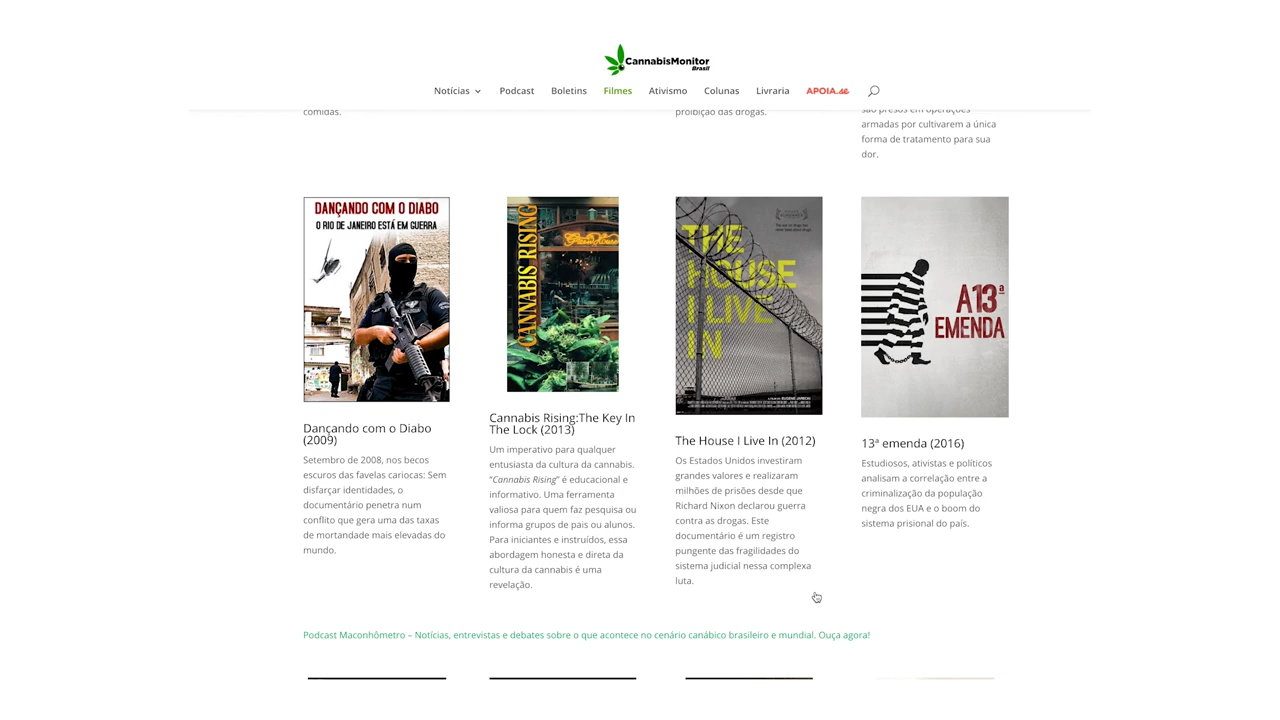 CannabisMonitor
Brasil
Notícias
Podcast
Boletins
Filmes
Ativismo
Colunas
Livraria
APOIA.se
comidas.
proibição das drogas.
são presos em operações
armadas por cultivarem a única
forma de tratamento para sua
dor.
DANÇANDO COM O DIABO
O RIO DE JANEIRO ESTÁ EM GUERRA
Dançando com o Diabo
(2009)
Setembro de 2008, nos becos
escuros das favelas cariocas: Sem
disfarçar identidades, o
documentário penetra num
conflito que gera uma das taxas
de mortandade mais elevadas do
mundo.
CANNABIS RISING
Cannabis Rising:The Key In
The Lock (2013)
Um imperativo para qualquer
entusiasta da cultura da cannabis.
“Cannabis Rising” é educacional e
informativo. Uma ferramenta
valiosa para quem faz pesquisa ou
informa grupos de pais ou alunos.
Para iniciantes e instruídos, essa
abordagem honesta e direta da
cultura da cannabis é uma
revelação.
THE
HOUSE
I LIVE
IN
The House I Live In (2012)
Os Estados Unidos investiram
grandes valores e realizaram
milhões de prisões desde que
Richard Nixon declarou guerra
contra as drogas. Este
documentário é um registro
pungente das fragilidades do
sistema judicial nessa complexa
luta.
A13ª
EMENDA
13ª emenda (2016)
Estudiosos, ativistas e políticos
analisam a correlação entre a
criminalização da população
negra dos EUA e o boom do
sistema prisional do país.
Podcast Maconhômetro – Notícias, entrevistas e debates sobre o que acontece no cenário canábico brasileiro e mundial. Ouça agora!